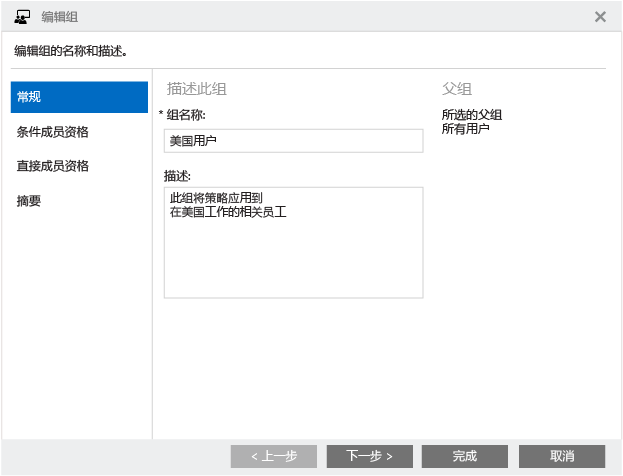 编辑组
编辑组的名称和描述。
常规
条件成员资格
直接成员资格
摘要
描述此组
* 组名称:
美国用户
描述:
此组将策略应用到
在美国工作的相关员工
父组
所选的父组
所有用户
< 上一步
下一步 >
完成
取消